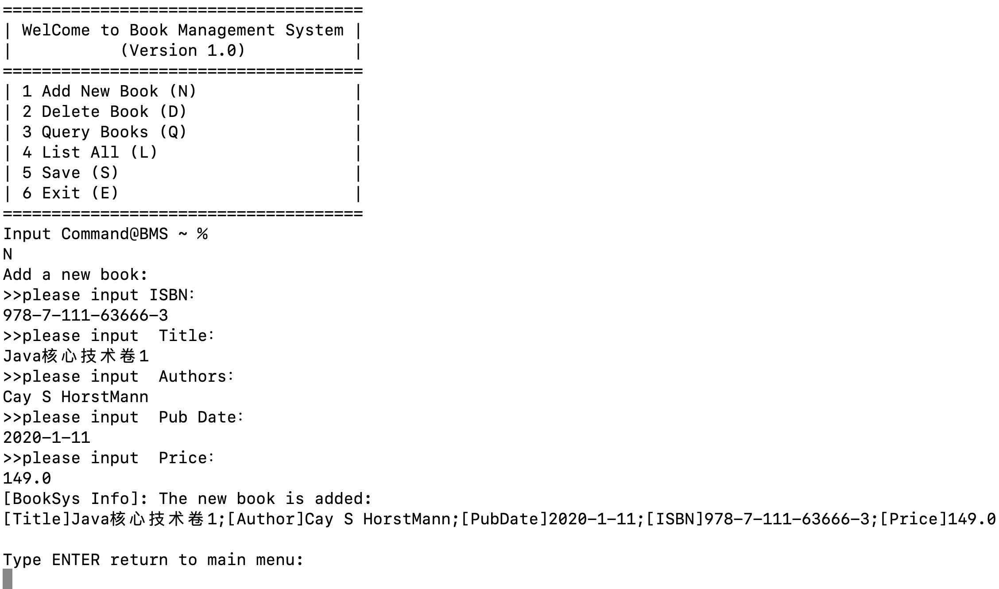 =====================================
| WelCome to Book Management System |
|           (Version 1.0)           |
=====================================
| 1 Add New Book (N)                |
| 2 Delete Book (D)                 |
| 3 Query Books (Q)                 |
| 4 List All (L)                    |
| 5 Save (S)                        |
| 6 Exit (E)                        |
=====================================
Input Command@BMS ~ %
N
Add a new book:
>>please input ISBN:
978-7-111-63666-3
>>please input  Title:
Java核心技术卷1
>>please input  Authors:
Cay S HorstMann
>>please input  Pub Date:
2020-1-11
>>please input  Price:
149.0
[BookSys Info]: The new book is added:
[Title]Java核心技术卷1;[Author]Cay S HorstMann;[PubDate]2020-1-11;[ISBN]978-7-111-63666-3;[Price]149.0
Type ENTER return to main menu: